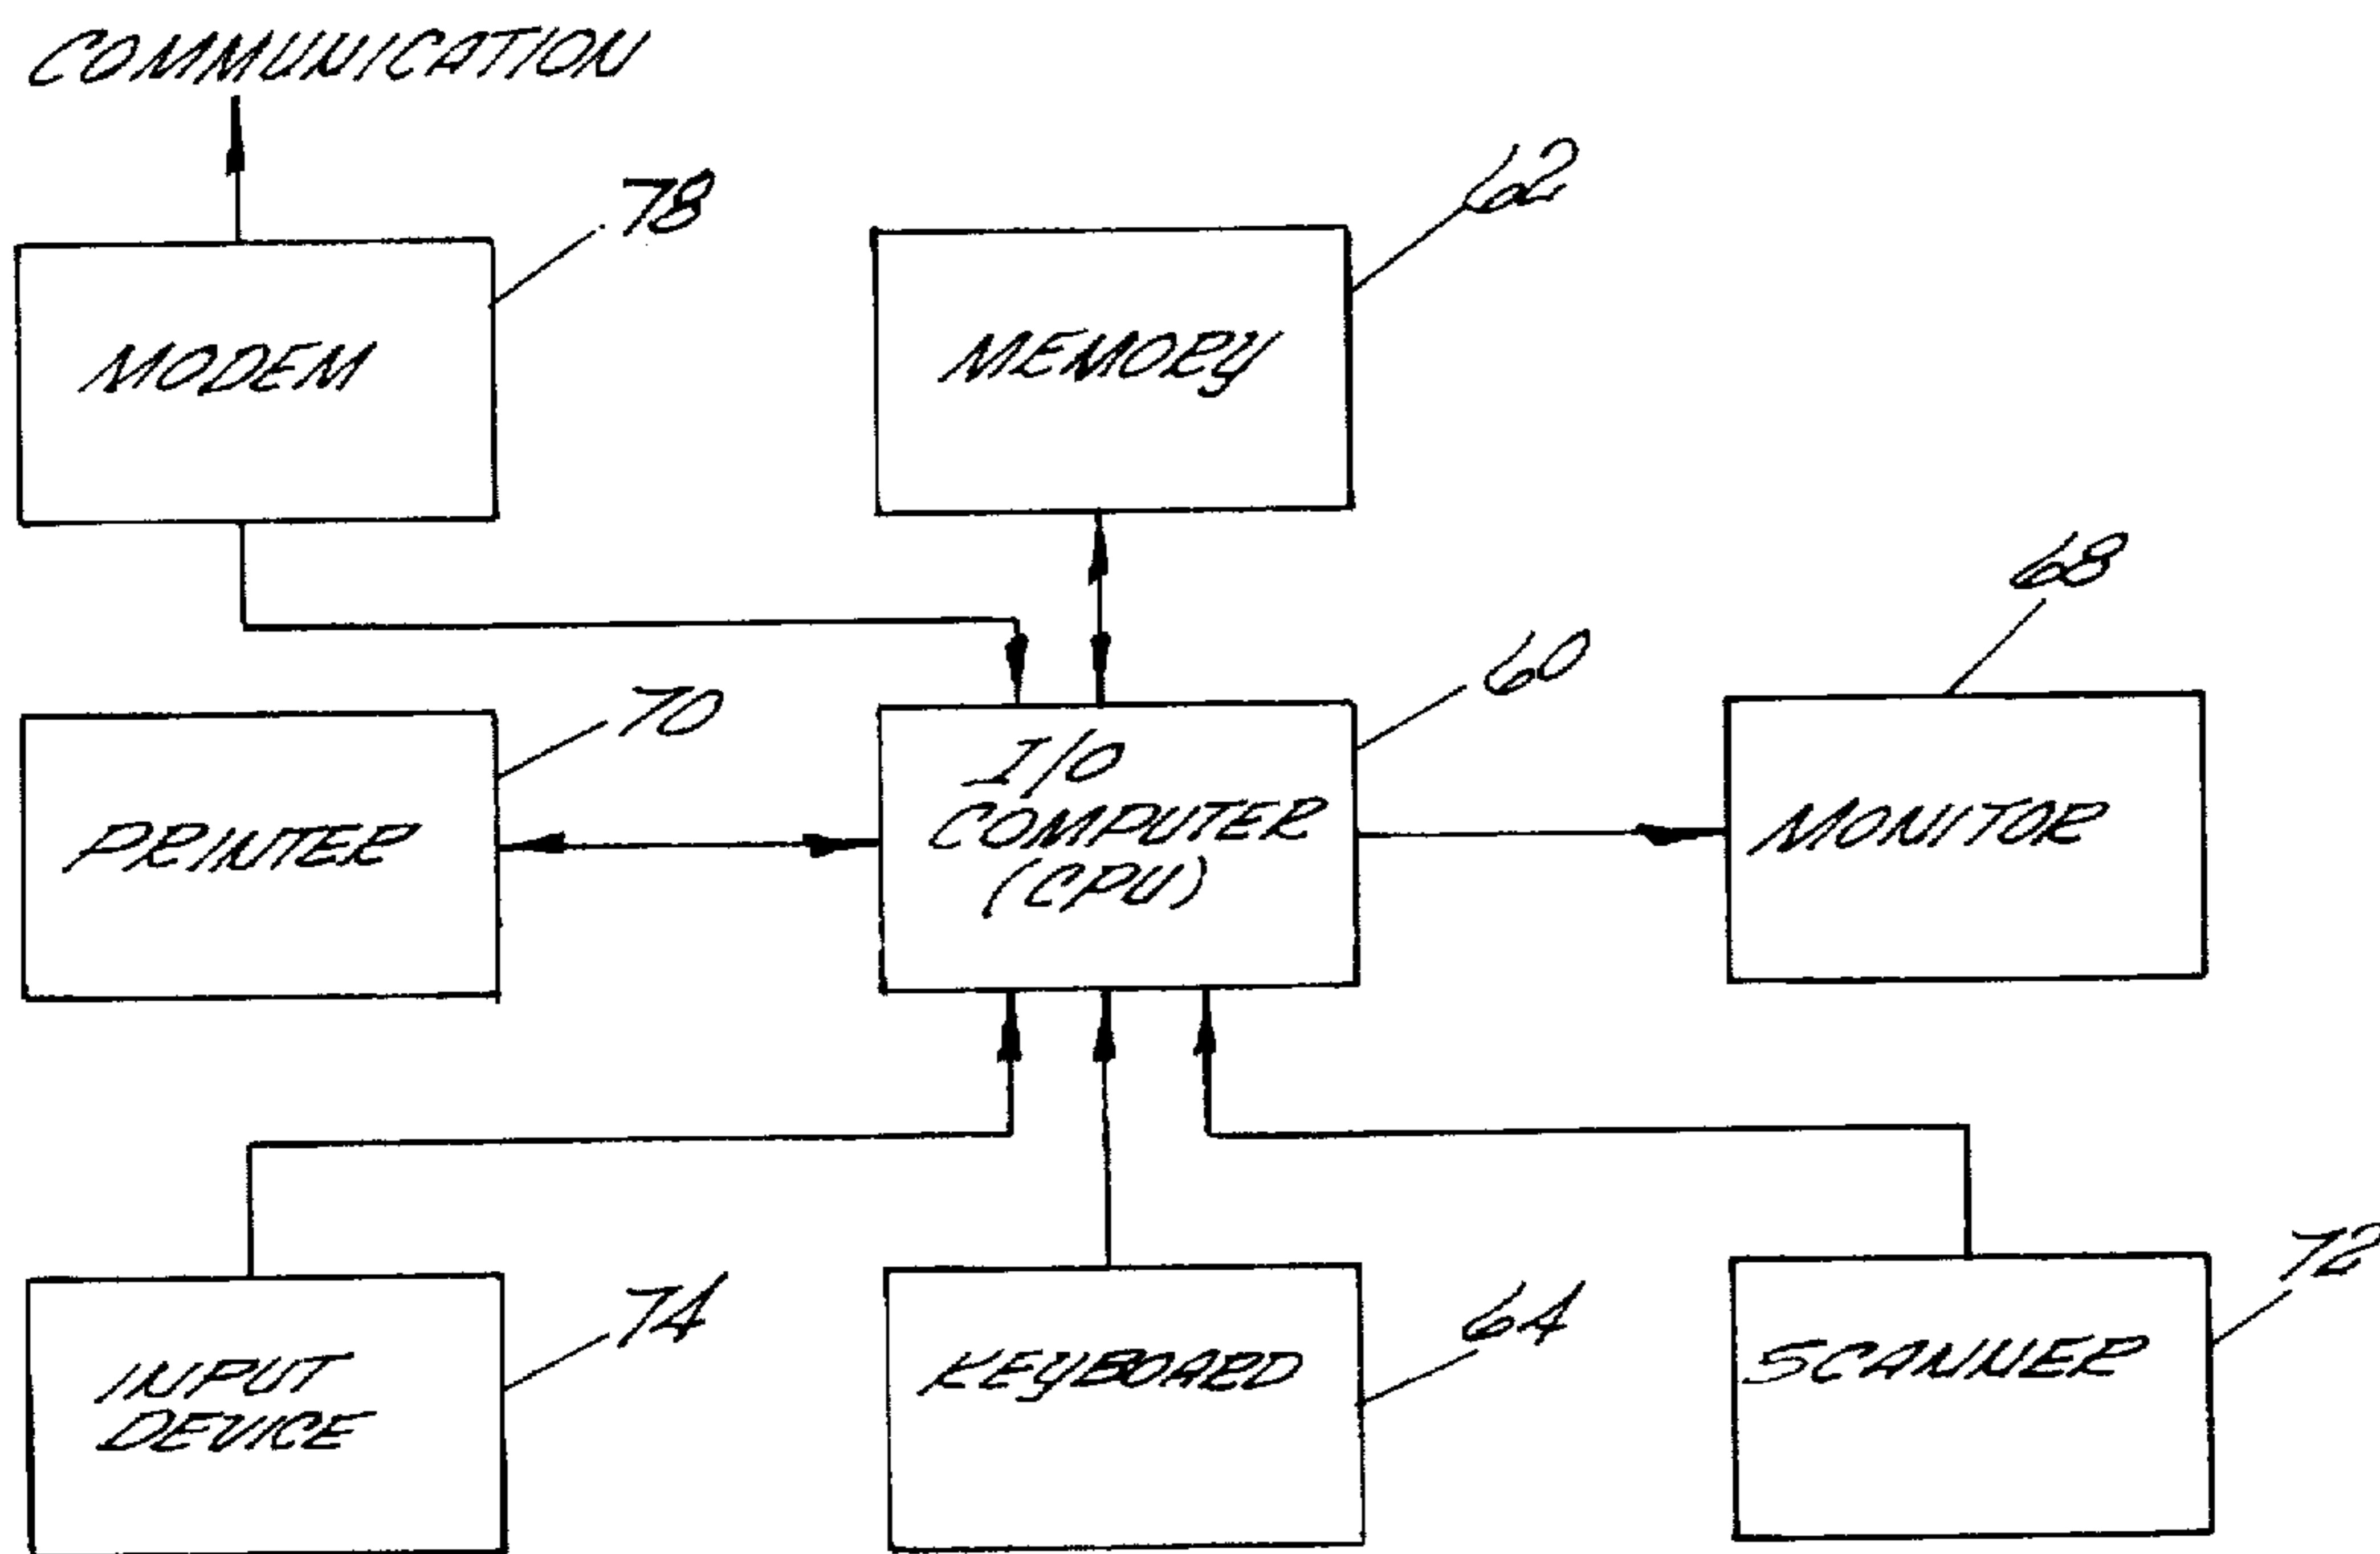 COMMUNICATION
78
62
MODEM
MEMORY
68
60
70
I/O
COMPUTER
(CPU)
PRINTER
MONITOR
74
64
72
INPUT
DEVICE
KEYBOARD
SCANNER